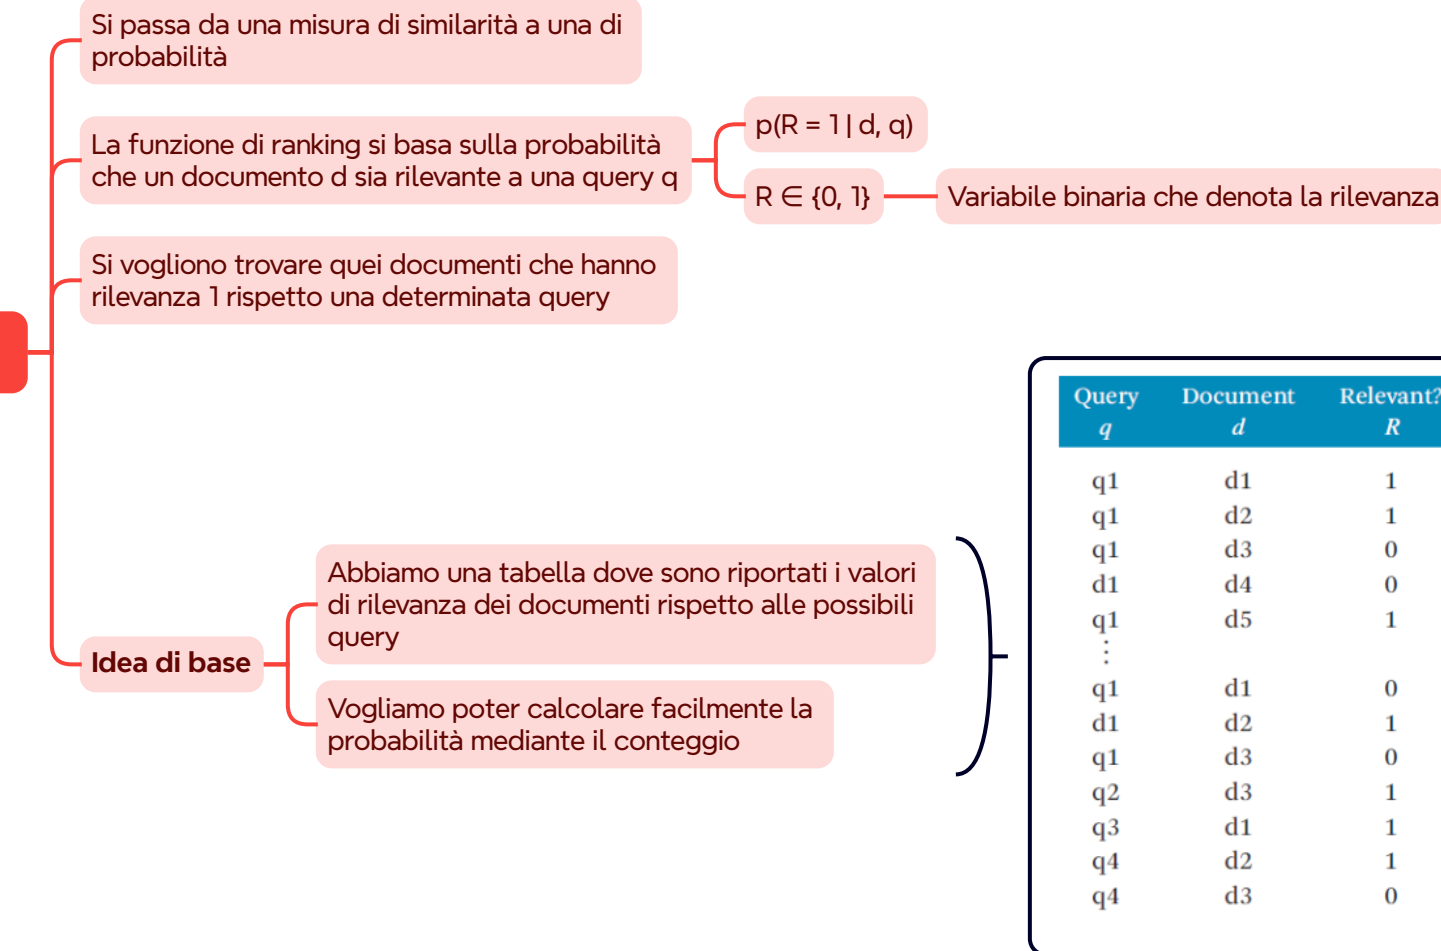 Si passa da una misura di similarità a una di
probabilità
La funzione di ranking si basa sulla probabilità
che un documento d sia rilevante a una query q
p(R = 1 | d, q)
R ∈ {0, 1}
Variabile binaria che denota la rilevanza
Si vogliono trovare quei documenti che hanno
rilevanza 1 rispetto una determinata query
Idea di base
Abbiamo una tabella dove sono riportati i valori
di rilevanza dei documenti rispetto alle possibili
query
Vogliamo poter calcolare facilmente la
probabilità mediante il conteggio
Query Document Relevant?
q d R
q1 d1 1
q1 d2 1
q1 d3 0
d1 d4 0
q1 d5 1
⋮
q1 d1 0
d1 d2 1
q1 d3 0
q2 d3 1
q3 d1 1
q4 d2 1
q4 d3 0